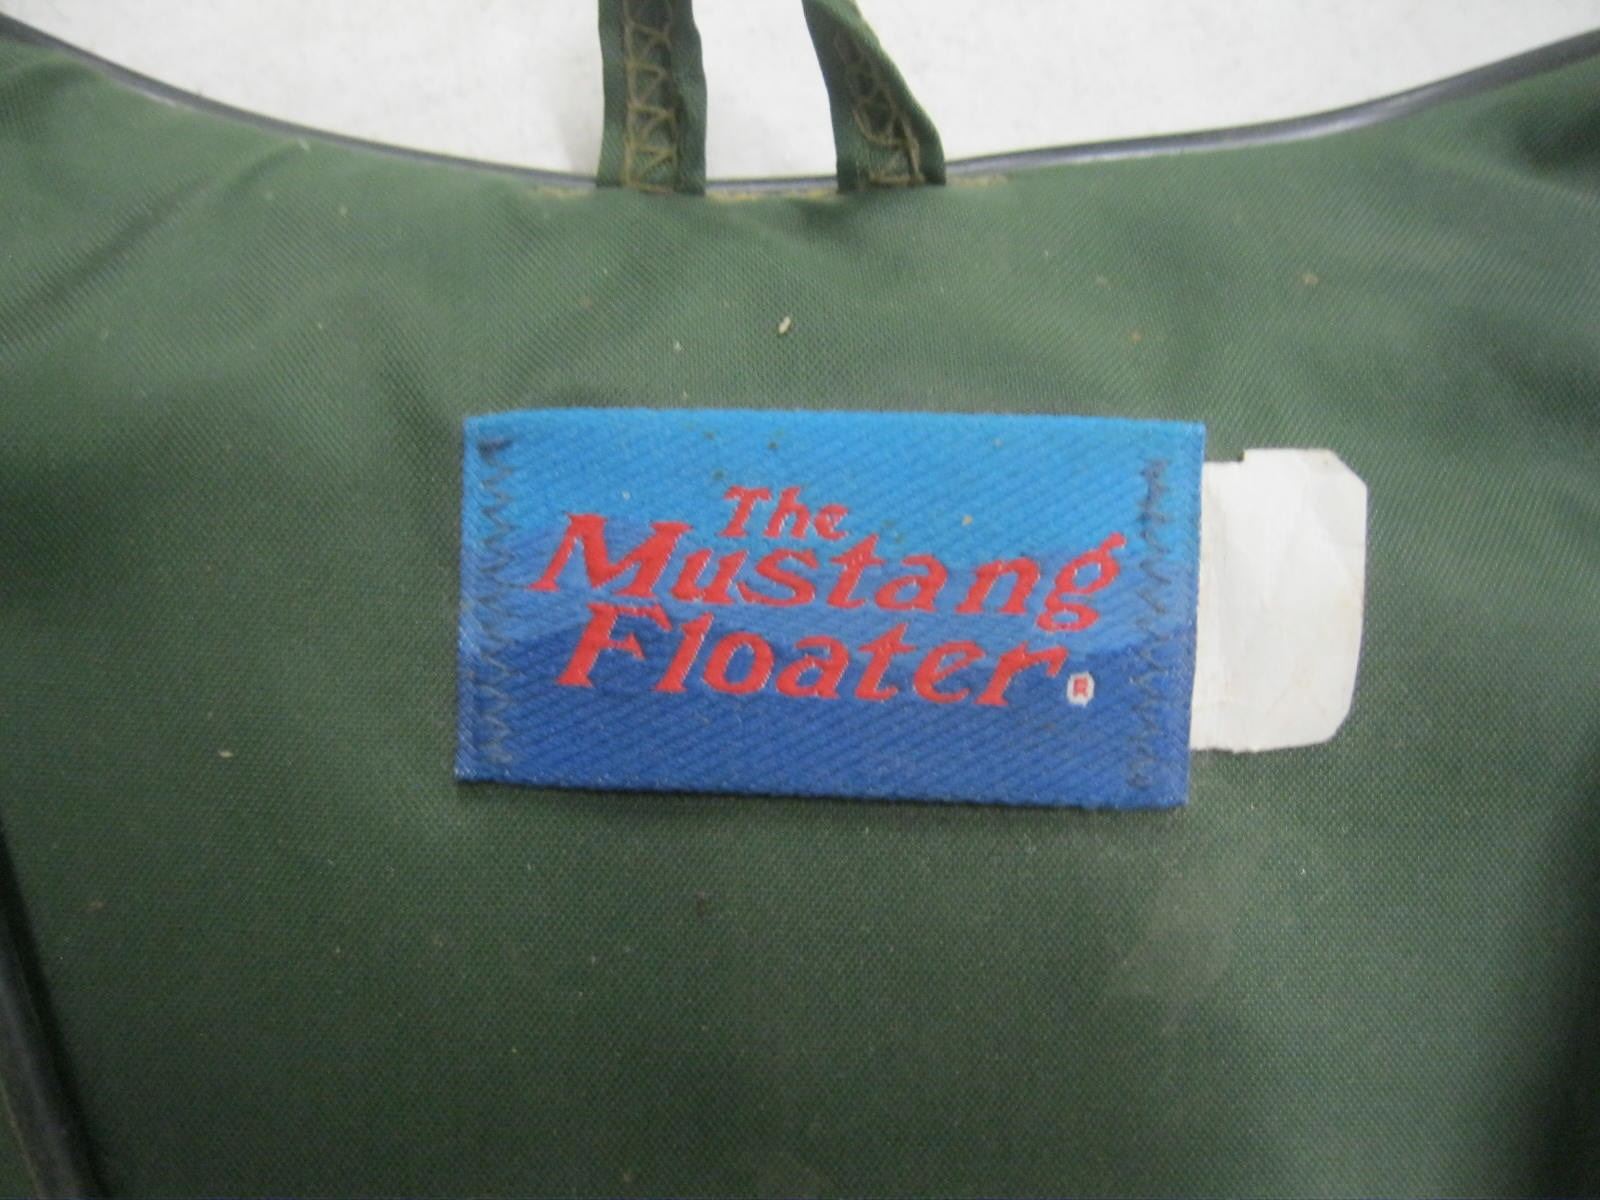 The
Mustang
Floater®